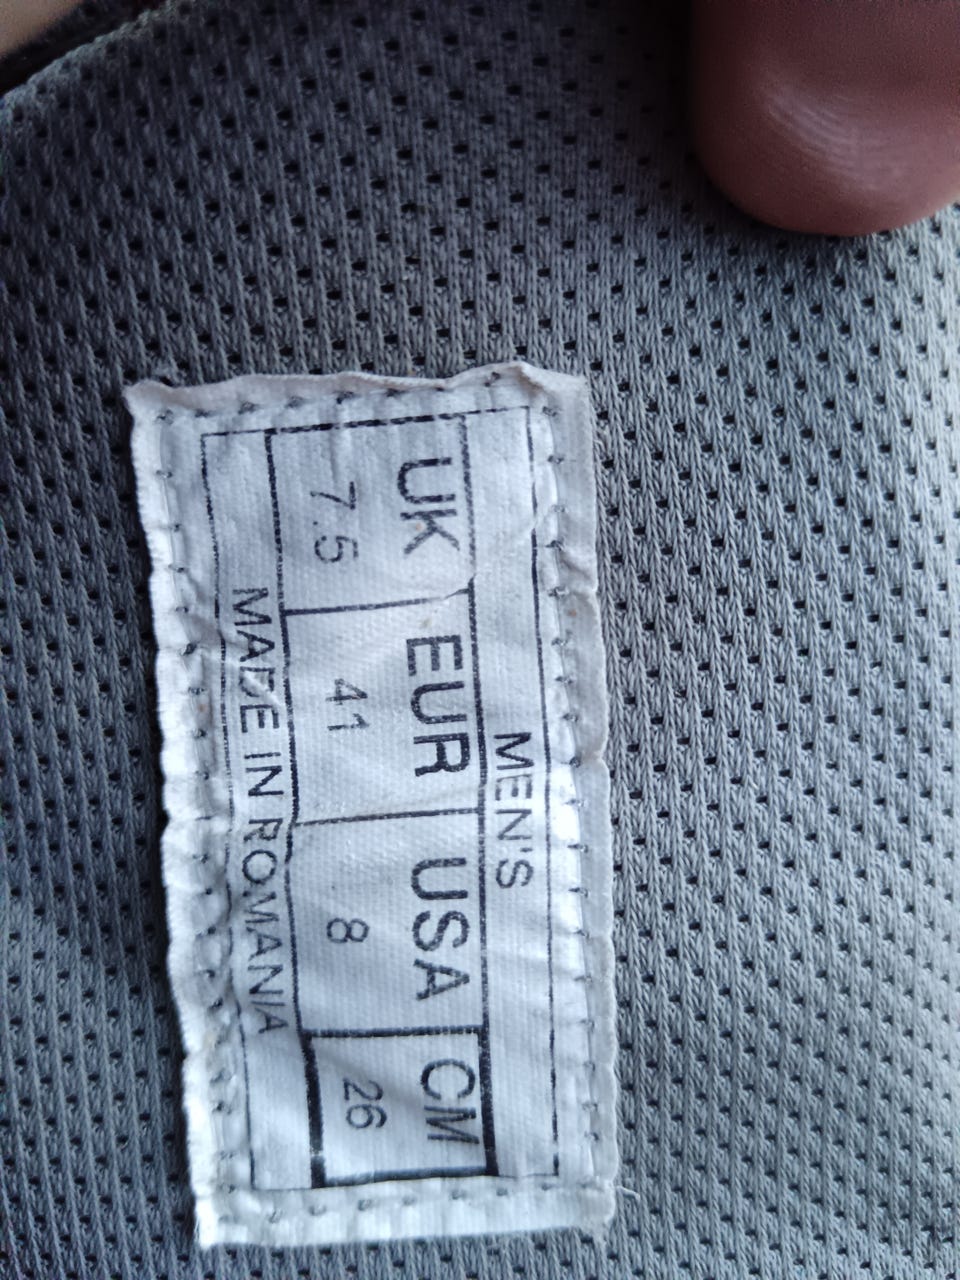 MEN'S
UK EUR USA CM
7.5 41 8 26
MADE IN ROMANIA